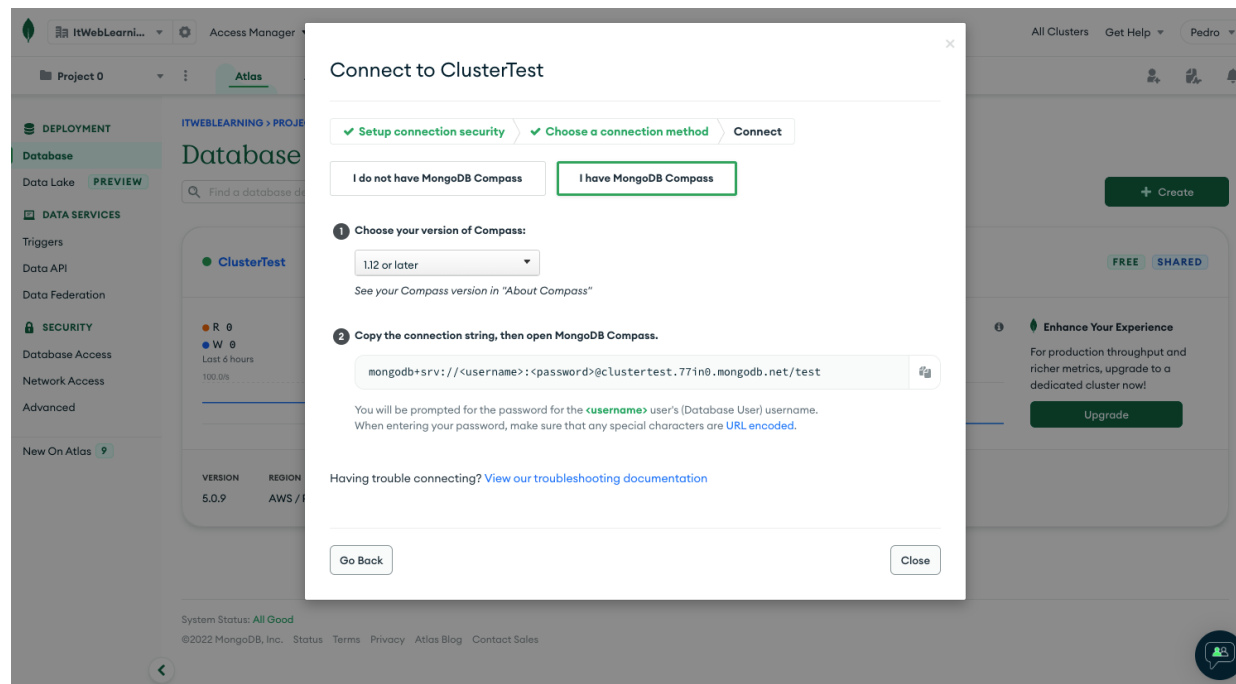 ItWebLearni...
Access Manager
All Clusters
Get Help
Pedro
Project 0
Atlas
DEPLOYMENT
Database
Data Lake PREVIEW
DATA SERVICES
Triggers
Data API
Data Federation
SECURITY
Database Access
Network Access
Advanced
New On Atlas 9
ITWEBLEARNING > PROJE
Database
Find a database de
+ Create
ClusterTest
FREE SHARED
R 0
W 0
Last 6 hours
100.0/s
Enhance Your Experience
For production throughput and
richer metrics, upgrade to a
dedicated cluster now!
Upgrade
VERSION REGION
5.0.9 AWS /
System Status: All Good
©2022 MongoDB, Inc. Status Terms Privacy Atlas Blog Contact Sales
Connect to ClusterTest
Setup connection security
Choose a connection method
Connect
I do not have MongoDB Compass
I have MongoDB Compass
1 Choose your version of Compass:
1.12 or later
See your Compass version in "About Compass"
2 Copy the connection string, then open MongoDB Compass.
mongodb+srv://<username>:<password>@clustertest.77in0.mongodb.net/test
You will be prompted for the password for the <username> user's (Database User) username.
When entering your password, make sure that any special characters are URL encoded.
Having trouble connecting? View our troubleshooting documentation
Go Back
Close